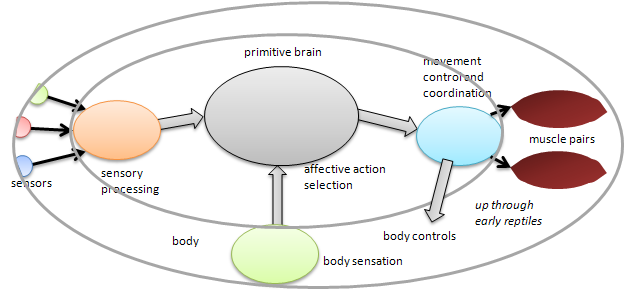 primitive brain
movement
control and
coordination
muscle pairs
sensors
sensory
processing
affective action
selection
up through
early reptiles
body
body controls
body sensation